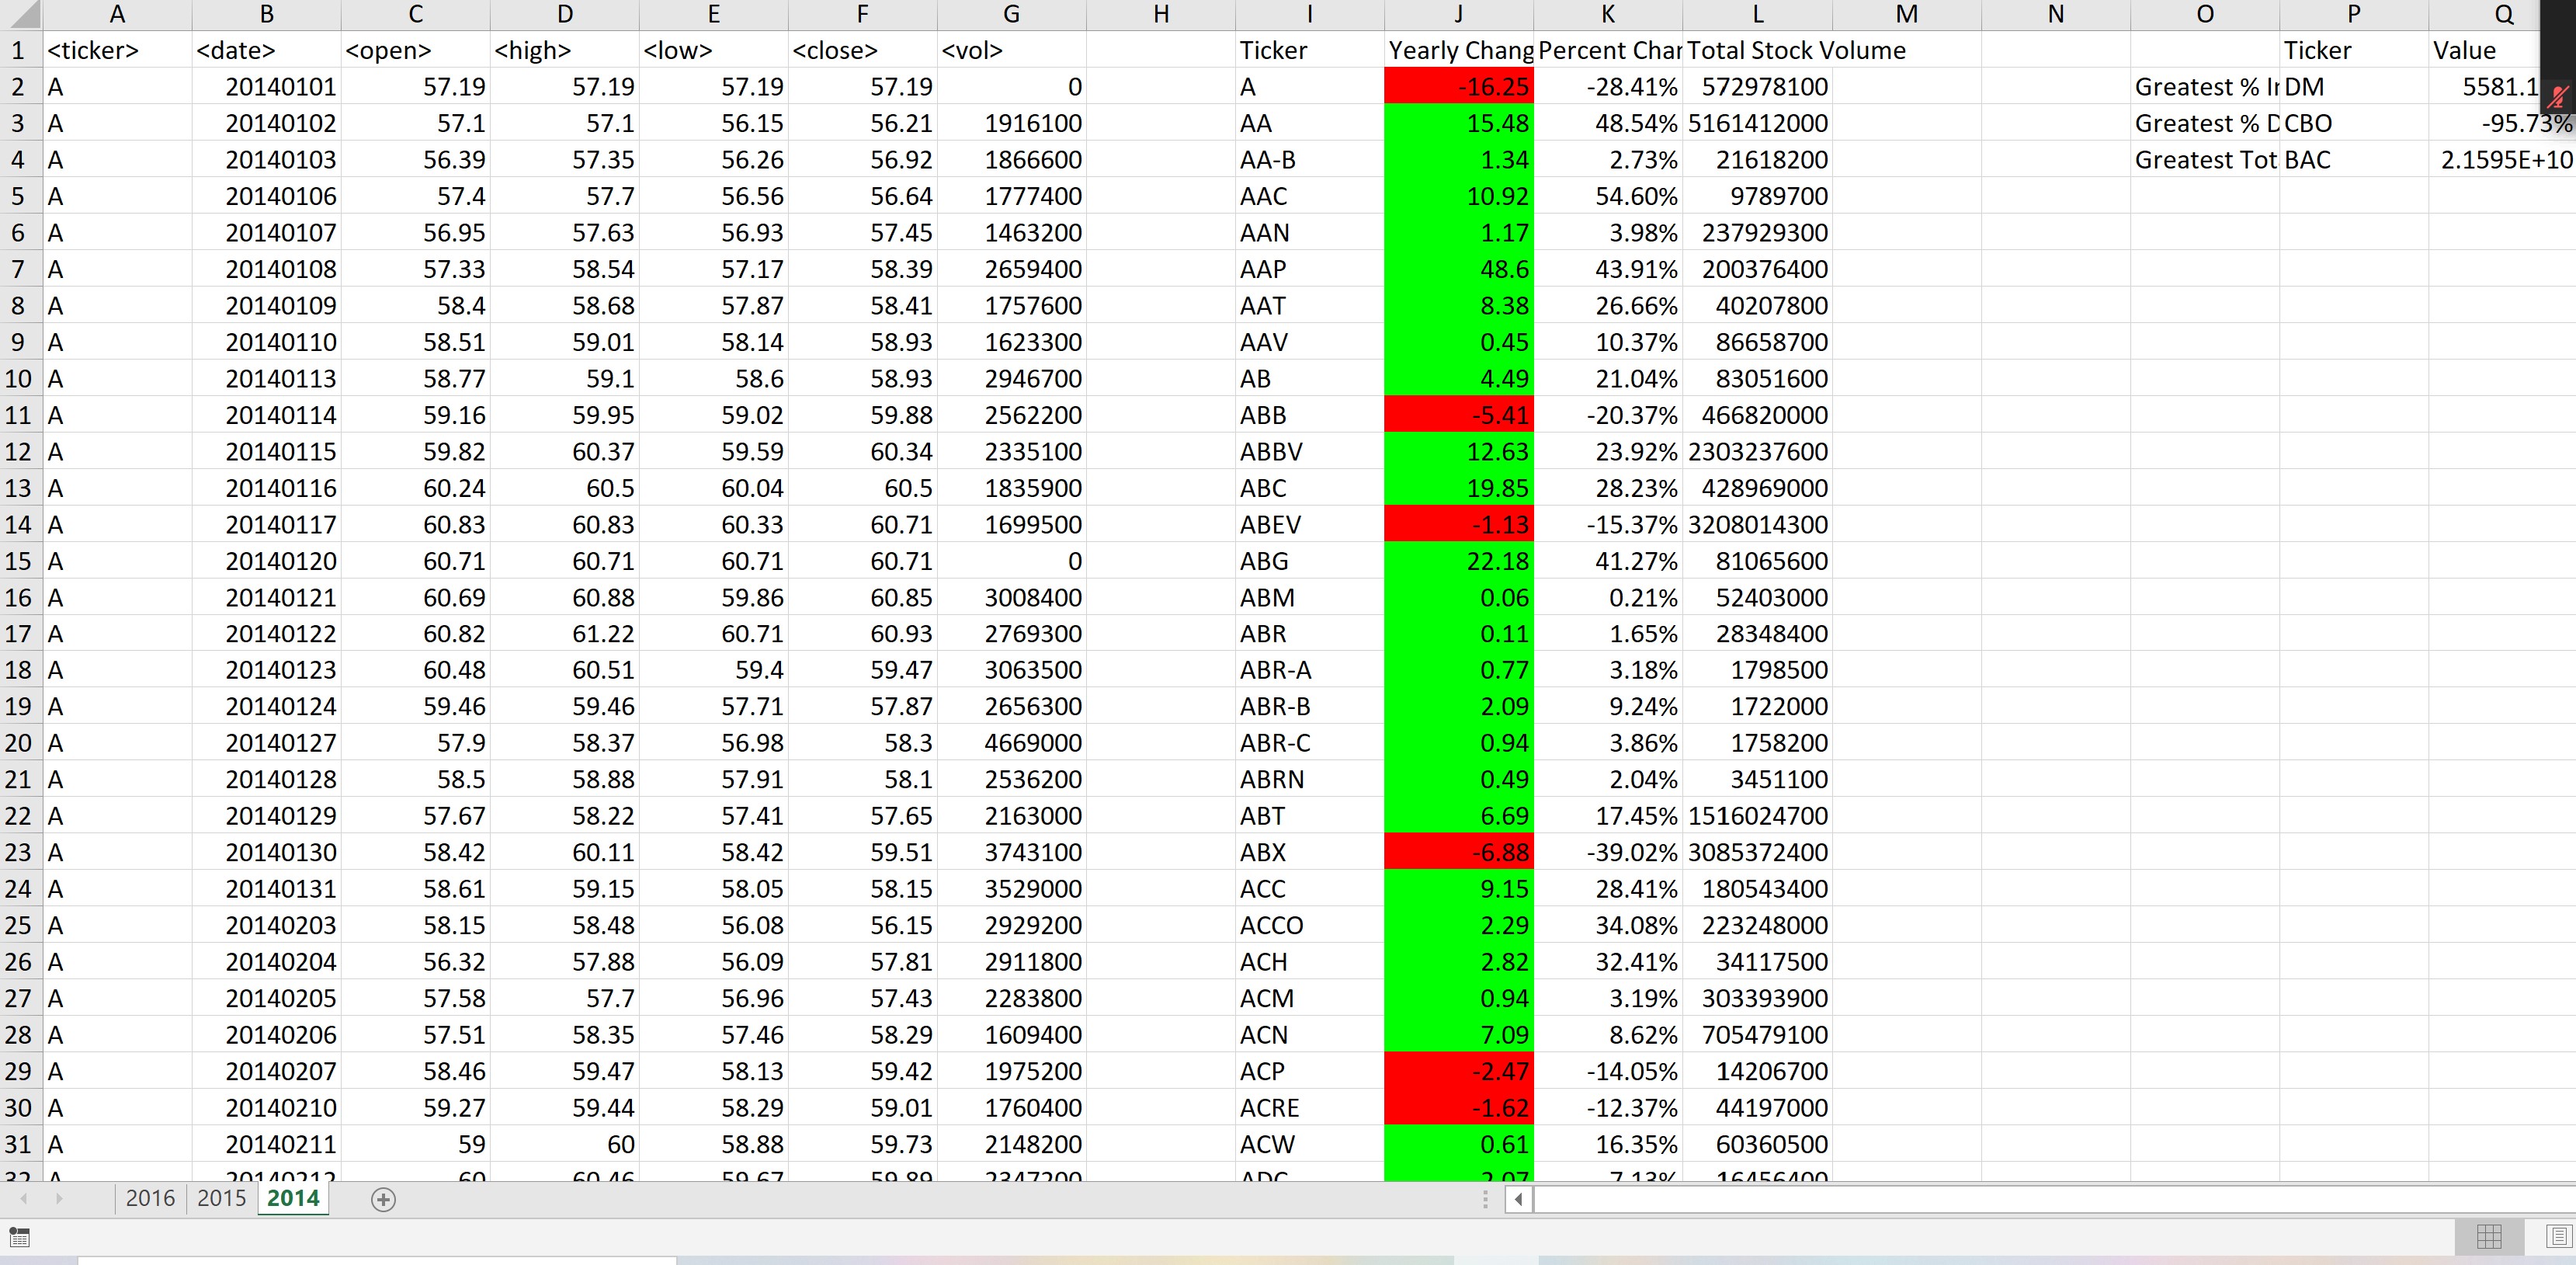 A B C D E F G H I J K L M N O P Q
1 <ticker> <date> <open> <high> <low> <close> <vol> Ticker Yearly Chang Percent Char Total Stock Volume Ticker Value
2 A 20140101 57.19 57.19 57.19 57.19 0 A -16.25 -28.41% 572978100 Greatest % Ir DM 5581.1
3 A 20140102 57.1 57.1 56.15 56.21 1916100 AA 15.48 48.54% 5161412000 Greatest % D CBO -95.73%
4 A 20140103 56.39 57.35 56.26 56.92 1866600 AA-B 1.34 2.73% 21618200 Greatest Tot BAC 2.1595E+10
5 A 20140106 57.4 57.7 56.56 56.64 1777400 AAC 10.92 54.60% 9789700
6 A 20140107 56.95 57.63 56.93 57.45 1463200 AAN 1.17 3.98% 237929300
7 A 20140108 57.33 58.54 57.17 58.39 2659400 AAP 48.6 43.91% 200376400
8 A 20140109 58.4 58.68 57.87 58.41 1757600 AAT 8.38 26.66% 40207800
9 A 20140110 58.51 59.01 58.14 58.93 1623300 AAV 0.45 10.37% 86658700
10 A 20140113 58.77 59.1 58.6 58.93 2946700 AB 4.49 21.04% 83051600
11 A 20140114 59.16 59.95 59.02 59.88 2562200 ABB -5.41 -20.37% 466820000
12 A 20140115 59.82 60.37 59.59 60.34 2335100 ABBV 12.63 23.92% 2303237600
13 A 20140116 60.24 60.5 60.04 60.5 1835900 ABC 19.85 28.23% 428969000
14 A 20140117 60.83 60.83 60.33 60.71 1699500 ABEV -1.13 -15.37% 3208014300
15 A 20140120 60.71 60.71 60.71 60.71 0 ABG 22.18 41.27% 81065600
16 A 20140121 60.69 60.88 59.86 60.85 3008400 ABM 0.06 0.21% 52403000
17 A 20140122 60.82 61.22 60.71 60.93 2769300 ABR 0.11 1.65% 28348400
18 A 20140123 60.48 60.51 59.4 59.47 3063500 ABR-A 0.77 3.18% 1798500
19 A 20140124 59.46 59.46 57.71 57.87 2656300 ABR-B 2.09 9.24% 1722000
20 A 20140127 57.9 58.37 56.98 58.3 4669000 ABR-C 0.94 3.86% 1758200
21 A 20140128 58.5 58.88 57.91 58.1 2536200 ABRN 0.49 2.04% 3451100
22 A 20140129 57.67 58.22 57.41 57.65 2163000 ABT 6.69 17.45% 1516024700
23 A 20140130 58.42 60.11 58.42 59.51 3743100 ABX -6.88 -39.02% 3085372400
24 A 20140131 58.61 59.15 58.05 58.15 3529000 ACC 9.15 28.41% 180543400
25 A 20140203 58.15 58.48 56.08 56.15 2929200 ACCO 2.29 34.08% 223248000
26 A 20140204 56.32 57.88 56.09 57.81 2911800 ACH 2.82 32.41% 34117500
27 A 20140205 57.58 57.7 56.96 57.43 2283800 ACM 0.94 3.19% 303393900
28 A 20140206 57.51 58.35 57.46 58.29 1609400 ACN 7.09 8.62% 705479100
29 A 20140207 58.46 59.47 58.13 59.42 1975200 ACP -2.47 -14.05% 14206700
30 A 20140210 59.27 59.44 58.29 59.01 1760400 ACRE -1.62 -12.37% 44197000
31 A 20140211 59 60 58.88 59.73 2148200 ACW 0.61 16.35% 60360500
32 A 20140212 60 60.46 59.67 59.89 2347200 ADC 2.07 7.13% 16456400
2016 2015 2014